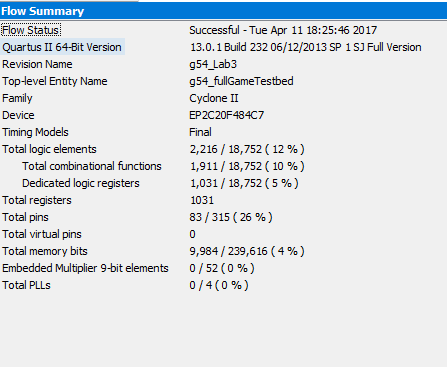 Flow Summary
Flow Status Successful - Tue Apr 11 18:25:46 2017
Quartus II 64-Bit Version 13.0.1 Build 232 06/12/2013 SP 1 SJ Full Version
Revision Name g54_Lab3
Top-level Entity Name g54_fullGameTestbed
Family Cyclone II
Device EP2C20F484C7
Timing Models Final
Total logic elements 2,216 / 18,752 ( 12 % )
Total combinational functions 1,911 / 18,752 ( 10 % )
Dedicated logic registers 1,031 / 18,752 ( 5 % )
Total registers 1031
Total pins 83 / 315 ( 26 % )
Total virtual pins 0
Total memory bits 9,984 / 239,616 ( 4 % )
Embedded Multiplier 9-bit elements 0 / 52 ( 0 % )
Total PLLs 0 / 4 ( 0 % )